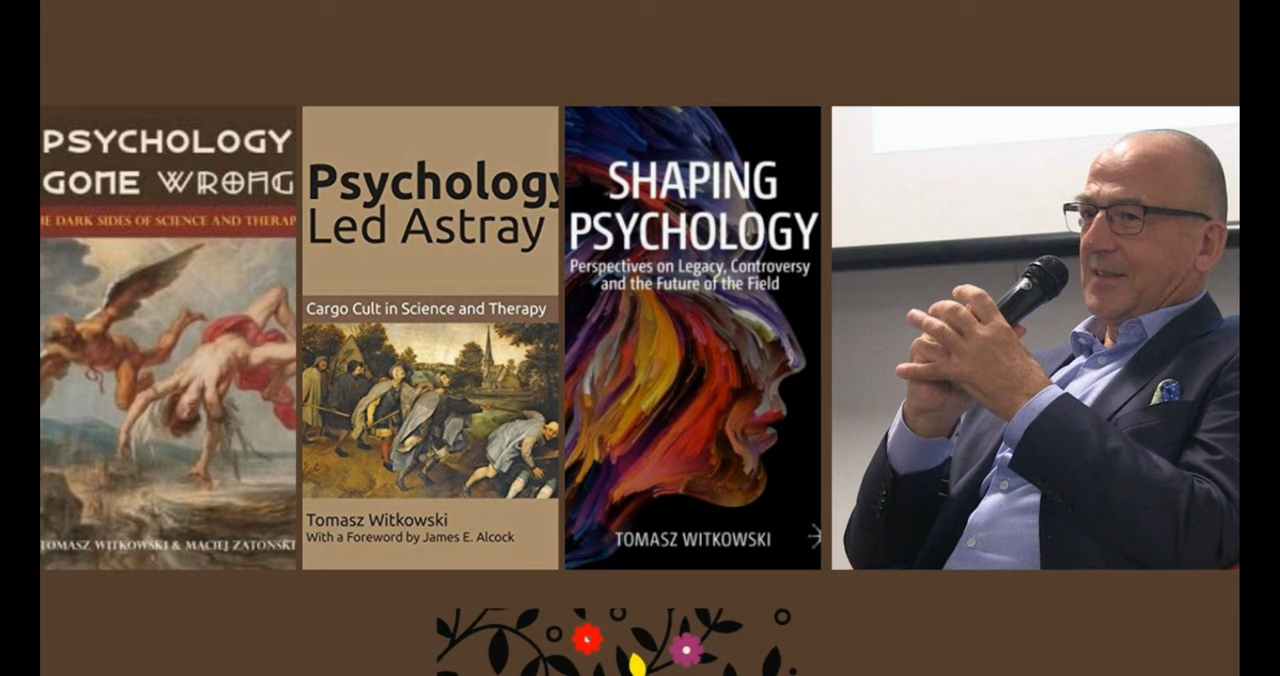 PSYCHOLOGY
GONE WRONG
HE DARK SIDES OF SCIENCE AND THERAP
TOMASZ WITKOWSKI & MACIEJ ZATONSKI
Psychology
Led Astray
Cargo Cult in Science and Therapy
Tomasz Witkowski
With a Foreword by James E. Alcock
SHAPING
PSYCHOLOGY
Perspectives on Legacy, Controversy
and the Future of the Field
TOMASZ WITKOWSKI